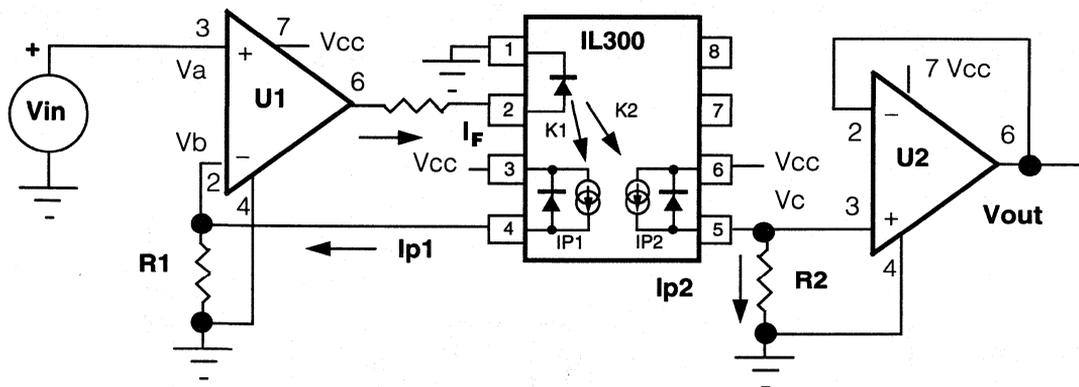 IL300
3
7
Vcc
+
Va
+
6
U1
Vin
Vb
−
2
4
IF
Vcc
1
2
3
4
K1
K2
IP1
IP2
8
7
6
5
Vcc
Vc
7 Vcc
−
2
6
U2
3
+
4
Vout
Ip1
R1
Ip2
R2